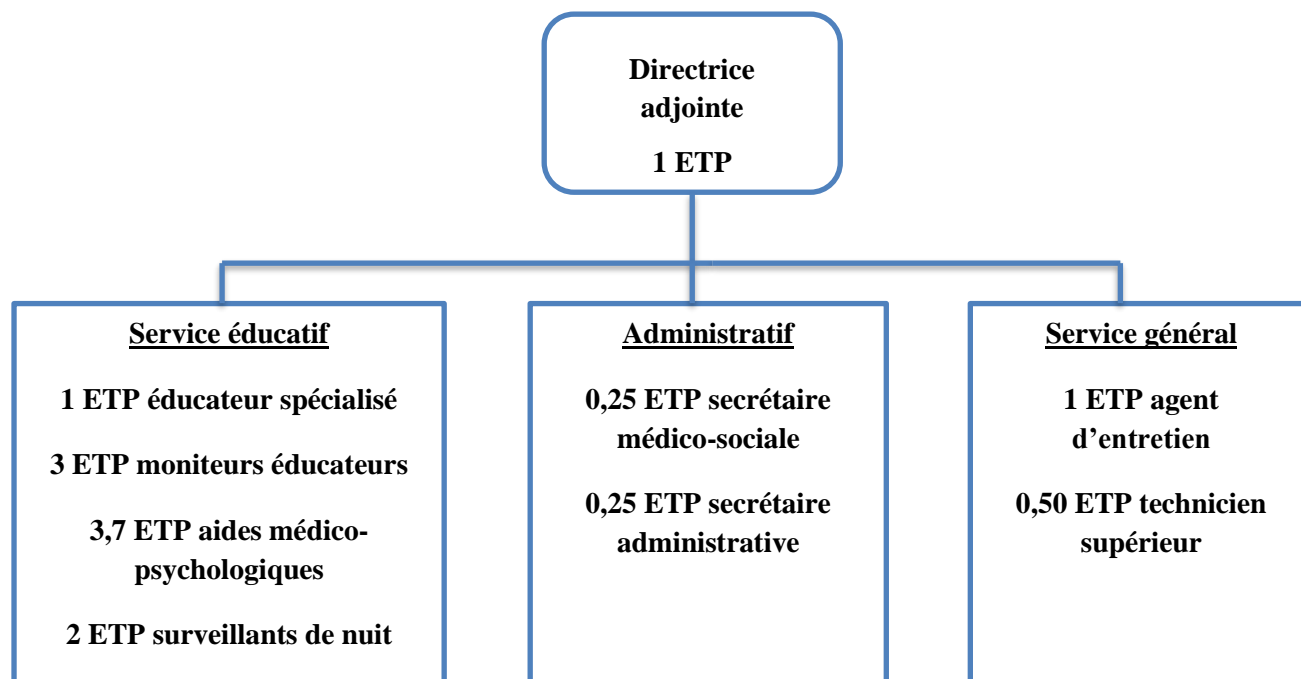 Directrice
adjointe
1 ETP
Service éducatif
1 ETP éducateur spécialisé
3 ETP moniteurs éducateurs
3,7 ETP aides médico-
psychologiques
2 ETP surveillants de nuit
Administratif
0,25 ETP secrétaire
médico-sociale
0,25 ETP secrétaire
administrative
Service général
1 ETP agent
d’entretien
0,50 ETP technicien
supérieur